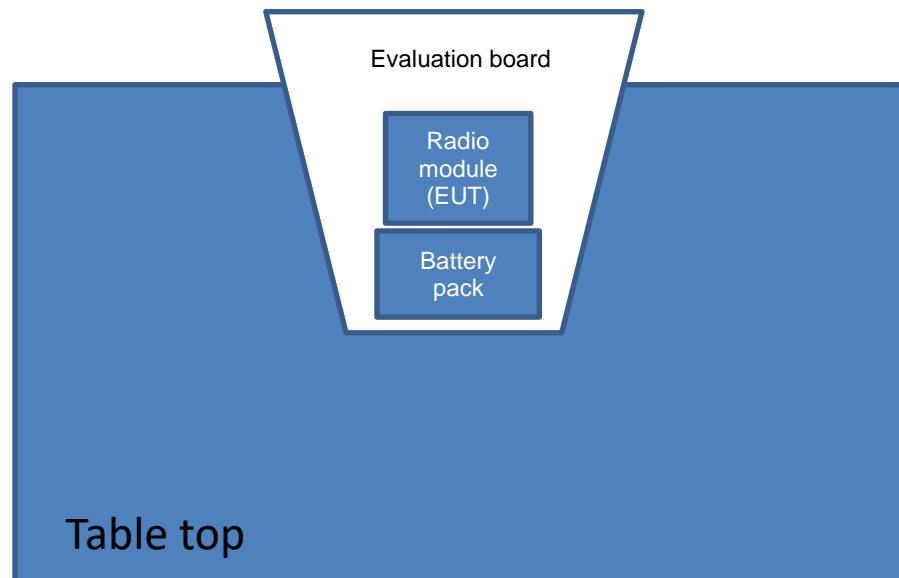 Evaluation board
Radio
module
(EUT)
Battery
pack
Table top